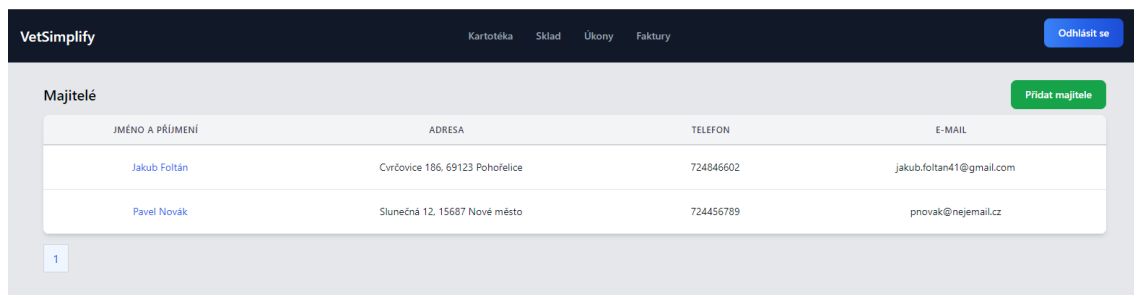 VetSimplify Kartotéka Sklad Úkony Faktury Odhlásit se
Majitelé Přidat majitele
JMÉNO A PŘÍJMENÍ ADRESA TELEFON E-MAIL
Jakub Foltán Cvrčovice 186, 69123 Pohořelice 724846602 jakub.foltan41@gmail.com
Pavel Novák Slunečná 12, 15687 Nové město 724456789 pnovak@nejemail.cz
1